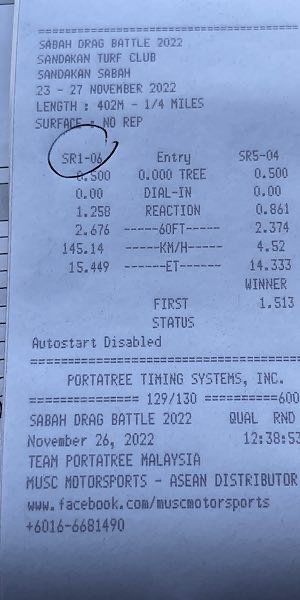 SABAH DRAG BATTLE 2022
SANDAKAN TURF CLUB
SANDAKAN SABAH
23 - 27 NOVEMBER 2022
LENGTH : 402M - 1/4 MILES
SURFACE : NO REP
SR1-06 Entry SR5-04
0.500 0.000 TREE 0.500
0.00 DIAL-IN 0.00
1.258 REACTION 0.861
2.676 ------60FT----- 2.374
145.14 -----KM/H----- 4.52
15.449 ------ET------ 14.333
WINNER
FIRST 1.513
STATUS
Autostart Disabled
PORTATREE TIMING SYSTEMS, INC.
=============== 129/130 ==========600
SABAH DRAG BATTLE 2022 QUAL RND
November 26, 2022 12:38:53
TEAM PORTATREE MALAYSIA
MUSC MOTORSPORTS - ASEAN DISTRIBUTOR
www.facebook.com/muscmotorsports
+6016-6681490